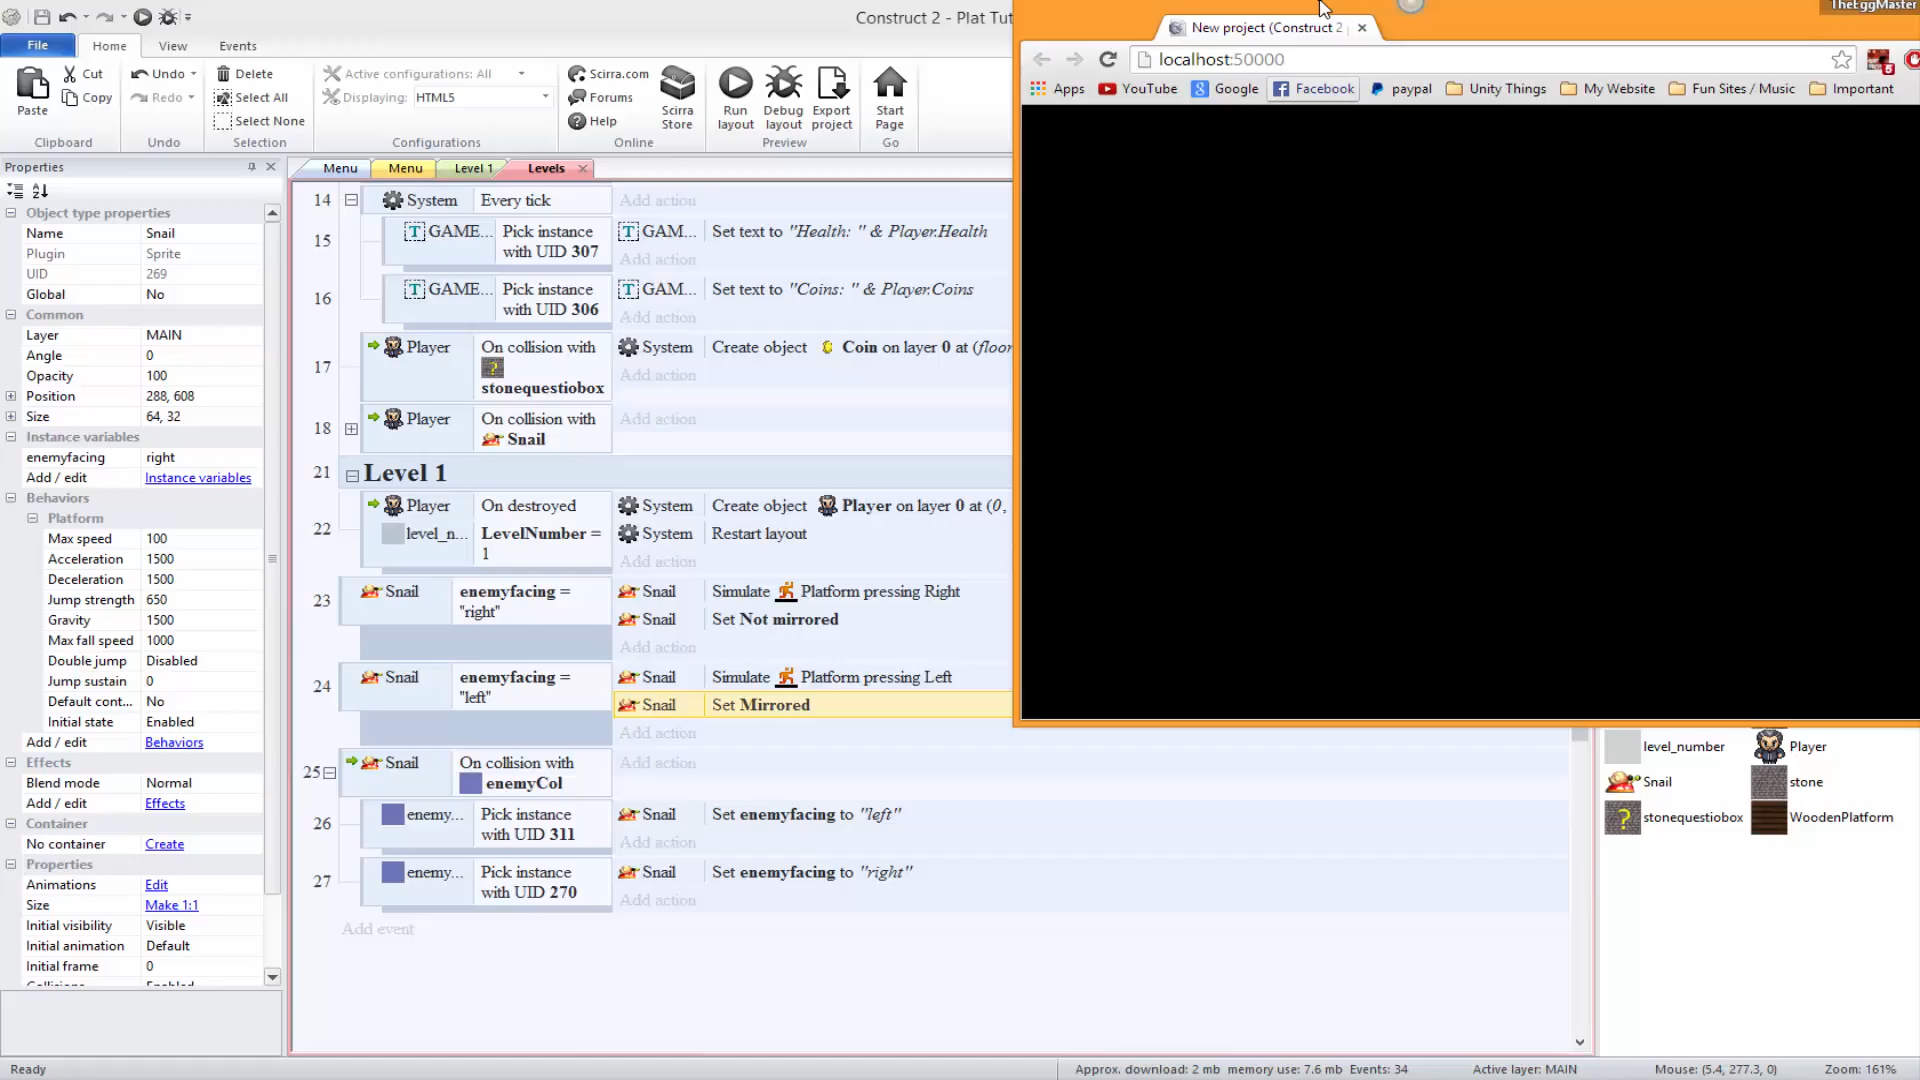 Construct 2 - Plat Tu
TheEggMaster
New project (Construct 2
File Home View Events
localhost:50000
Paste Cut Copy
Undo Redo
Delete
Select All
Select None
Active configurations: All
Displaying: HTML5
Scirra.com
Forums
Help
Scirra Store
Run layout
Debug layout
Export project
Start Page
Clipboard Undo Selection Configurations Online Preview Go
Apps YouTube Google Facebook paypal Unity Things My Website Fun Sites / Music Important
Properties
Menu Menu Level 1 Levels
Object type properties
Name Snail
Plugin Sprite
UID 269
Global No
Common
Layer MAIN
Angle 0
Opacity 100
Position 288, 608
Size 64, 32
Instance variables
enemyfacing right
Add / edit Instance variables
Behaviors
Platform
Max speed 100
Acceleration 1500
Deceleration 1500
Jump strength 650
Gravity 1500
Max fall speed 1000
Double jump Disabled
Jump sustain 0
Default cont... No
Initial state Enabled
Add / edit Behaviors
Effects
Blend mode Normal
Add / edit Effects
Container
No container Create
Properties
Animations Edit
Size Make 1:1
Initial visibility Visible
Initial animation Default
Initial frame 0
Collisions Enabled
14 System Every tick Add action
15 T GAME... Pick instance with UID 307 T GAM... Set text to "Health: " & Player.Health
Add action
16 T GAME... Pick instance with UID 306 T GAM... Set text to "Coins: " & Player.Coins
Add action
17 Player On collision with ? stonequestiobox System Create object Coin on layer 0 at (floor
Add action
18 Player On collision with Snail Add action
21 Level 1
22 Player On destroyed System Create object Player on layer 0 at (0,
level_n... LevelNumber = 1 System Restart layout
Add action
23 Snail enemyfacing = "right" Snail Simulate Platform pressing Right
Snail Set Not mirrored
Add action
24 Snail enemyfacing = "left" Snail Simulate Platform pressing Left
Snail Set Mirrored
Add action
25 Snail On collision with enemyCol Add action
26 enemy... Pick instance with UID 311 Snail Set enemyfacing to "left"
Add action
27 enemy... Pick instance with UID 270 Snail Set enemyfacing to "right"
Add action
Add event
level_number Player
Snail stone
? stonequestiobox WoodenPlatform
Ready
Approx. download: 2 mb memory use: 7.6 mb Events: 34 Active layer: MAIN Mouse: (5.4, 277.3, 0) Zoom: 161%